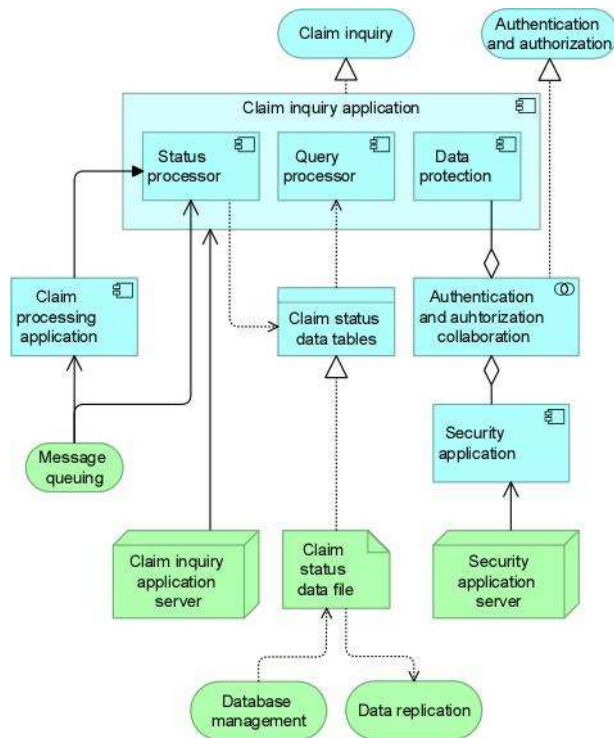 Claim inquiry
Authentication
and authorization
Claim inquiry application
Status
processor
Query
processor
Data
protection
Claim
processing
application
Claim status
data tables
Authentication
and auhtorization
collaboration
Security
application
Message
queuing
Claim inquiry
application
server
Claim
status
data file
Security
application
server
Database
management
Data replication